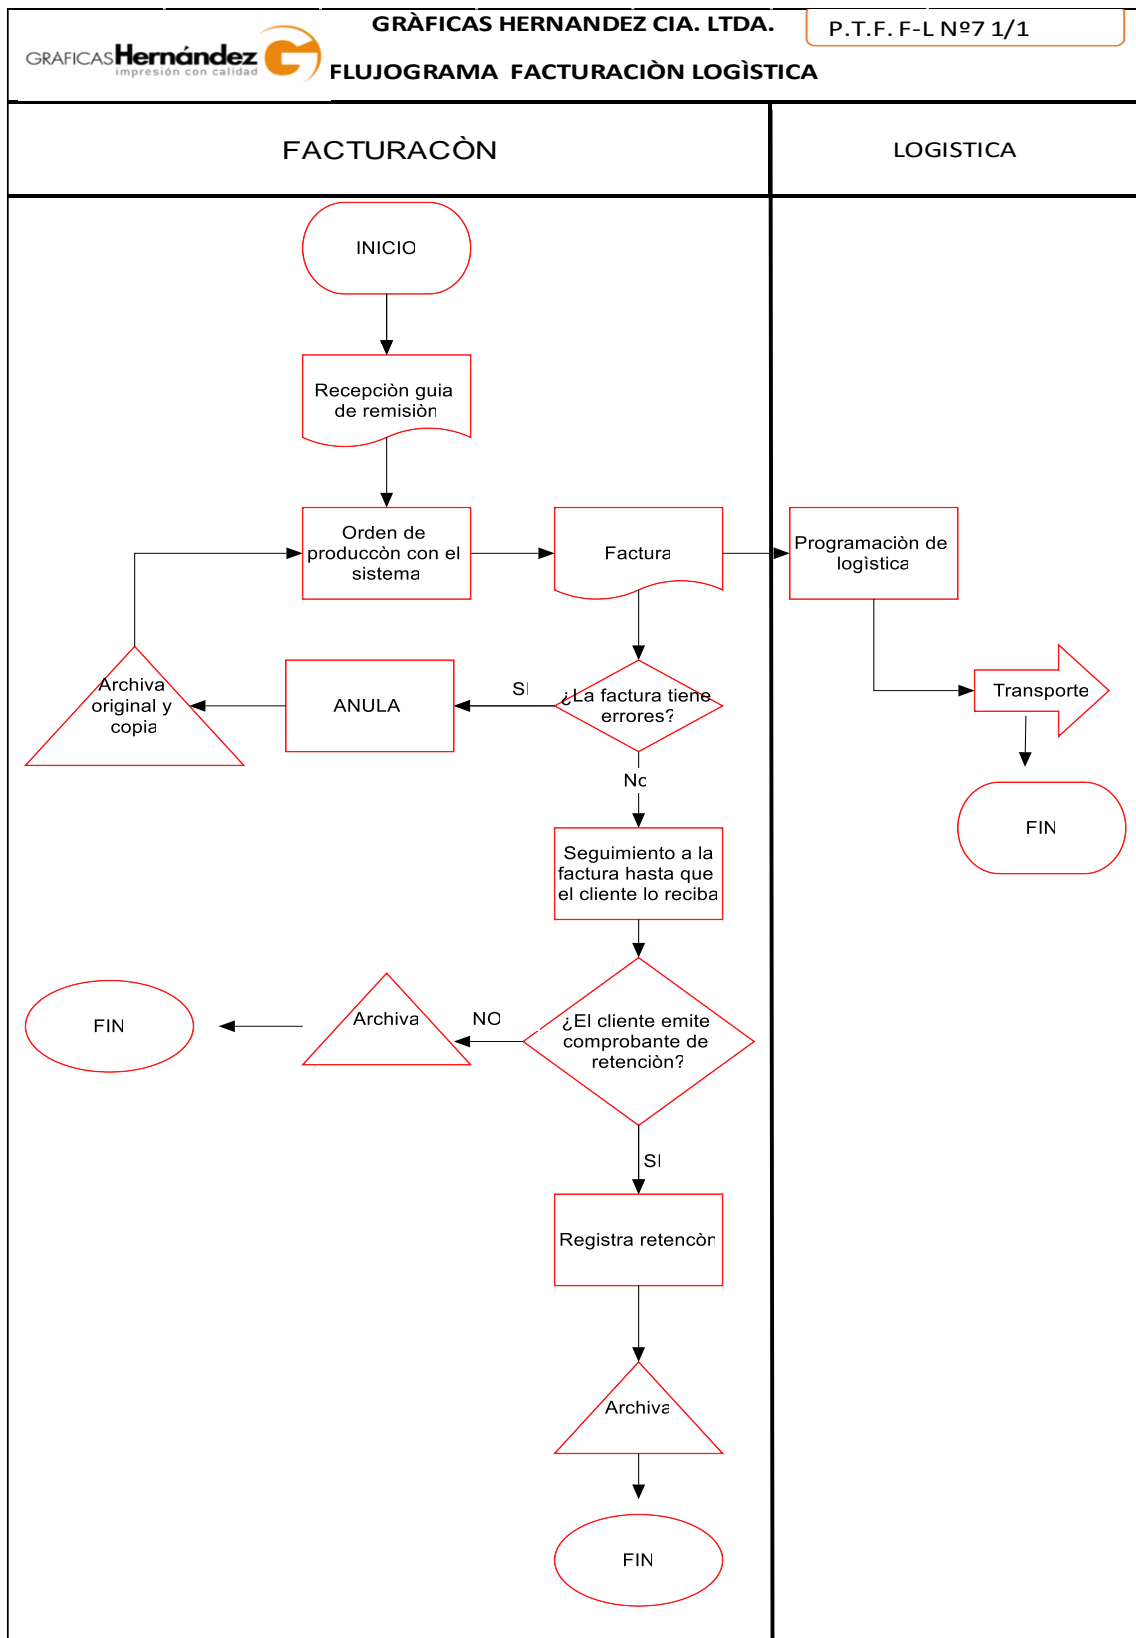 GRÀFICAS HERNANDEZ CIA. LTDA.
P.T.F. F-L Nº7 1/1
GRAFICAS Hernández
impresión con calidad
FLUJOGRAMA FACTURACIÒN LOGÌSTICA
FACTURACÒN
LOGISTICA
INICIO
Recepciòn guia
de remisiòn
Orden de
producciòn con el
sistema
Factura
Programaciòn de
logìstica
Archiva
original y
copia
ANULA
SI
¿La factura tiene
errores?
Transporte
No
FIN
Seguimiento a la
factura hasta que
el cliente lo reciba
FIN
Archiva
NO
¿El cliente emite
comprobante de
retenciòn?
SI
Registra retencòn
Archiva
FIN